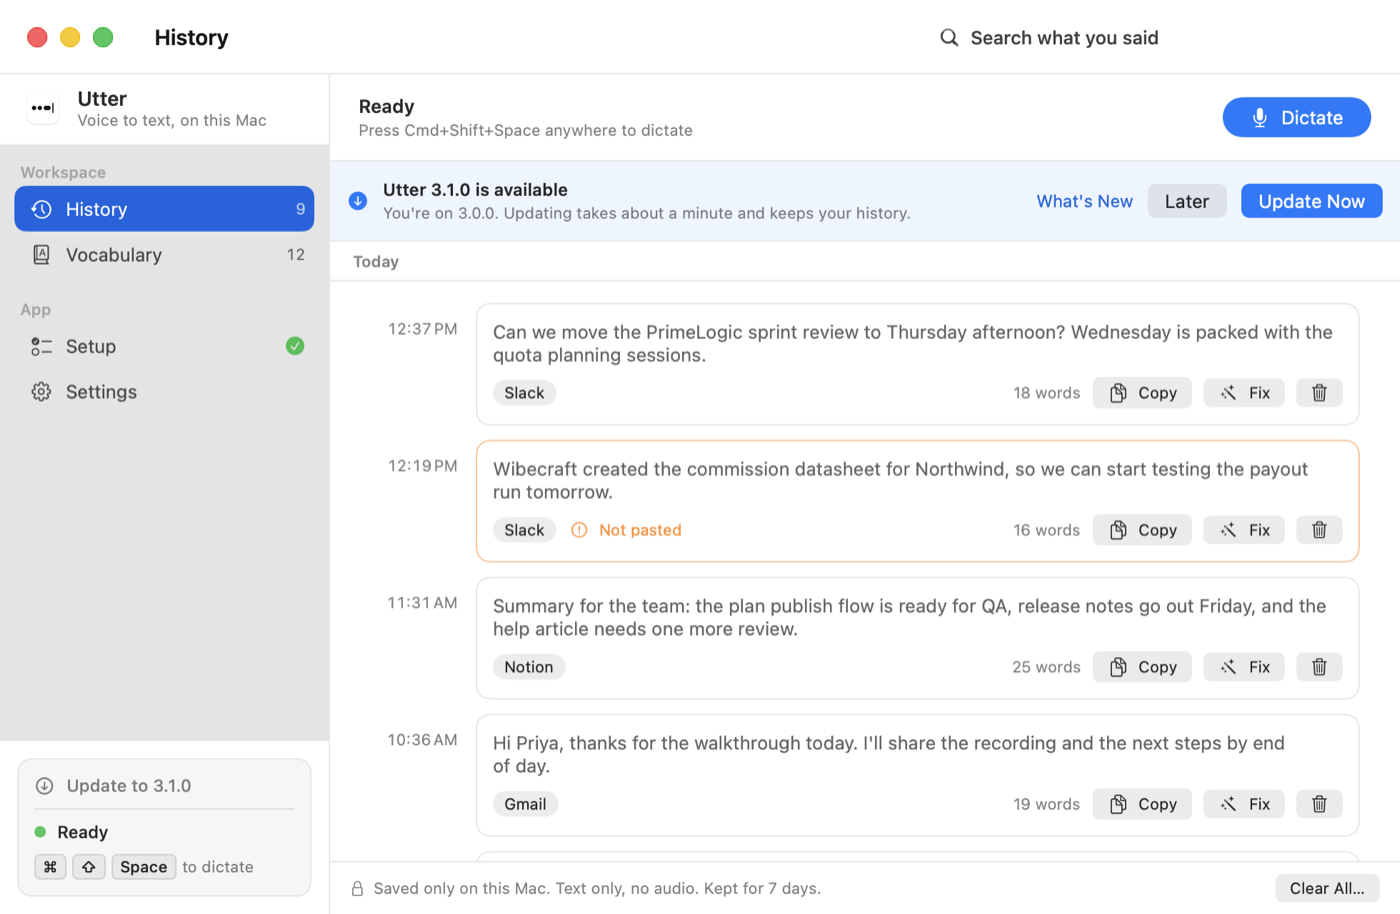 History
Search what you said
Utter
Voice to text, on this Mac
Workspace
History 9
Vocabulary 12
App
Setup
Settings
Update to 3.1.0
Ready
⌘ ⇧ Space to dictate
Ready
Press Cmd+Shift+Space anywhere to dictate
Dictate
Utter 3.1.0 is available
You're on 3.0.0. Updating takes about a minute and keeps your history.
What's New
Later
Update Now
Today
12:37 PM
Can we move the PrimeLogic sprint review to Thursday afternoon? Wednesday is packed with the
quota planning sessions.
Slack 18 words Copy Fix
12:19 PM
Wibecraft created the commission datasheet for Northwind, so we can start testing the payout
run tomorrow.
Slack Not pasted 16 words Copy Fix
11:31 AM
Summary for the team: the plan publish flow is ready for QA, release notes go out Friday, and the
help article needs one more review.
Notion 25 words Copy Fix
10:36 AM
Hi Priya, thanks for the walkthrough today. I'll share the recording and the next steps by end
of day.
Gmail 19 words Copy Fix
Saved only on this Mac. Text only, no audio. Kept for 7 days.
Clear All...